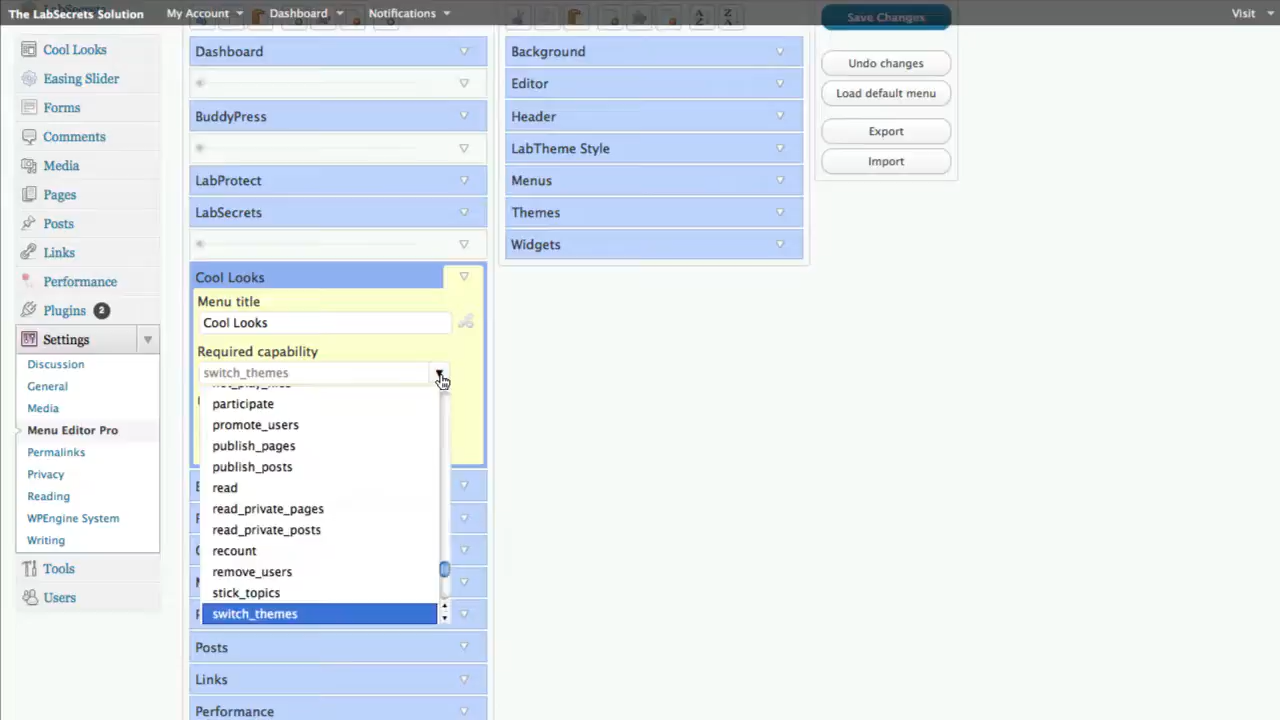 The LabSecrets Solution
My Account
Dashboard
Notifications
Visit
LabSecrets
Cool Looks
Easing Slider
Forms
Comments
Media
Pages
Posts
Links
Performance
Plugins 2
Settings
Discussion
General
Media
Menu Editor Pro
Permalinks
Privacy
Reading
WPEngine System
Writing
Tools
Users
Dashboard
BuddyPress
LabProtect
LabSecrets
Cool Looks
Menu title
Cool Looks
Required capability
switch_themes
participate
promote_users
publish_pages
publish_posts
read
read_private_pages
read_private_posts
recount
remove_users
stick_topics
switch_themes
Posts
Links
Performance
Background
Editor
Header
LabTheme Style
Menus
Themes
Widgets
Save Changes
Undo changes
Load default menu
Export
Import